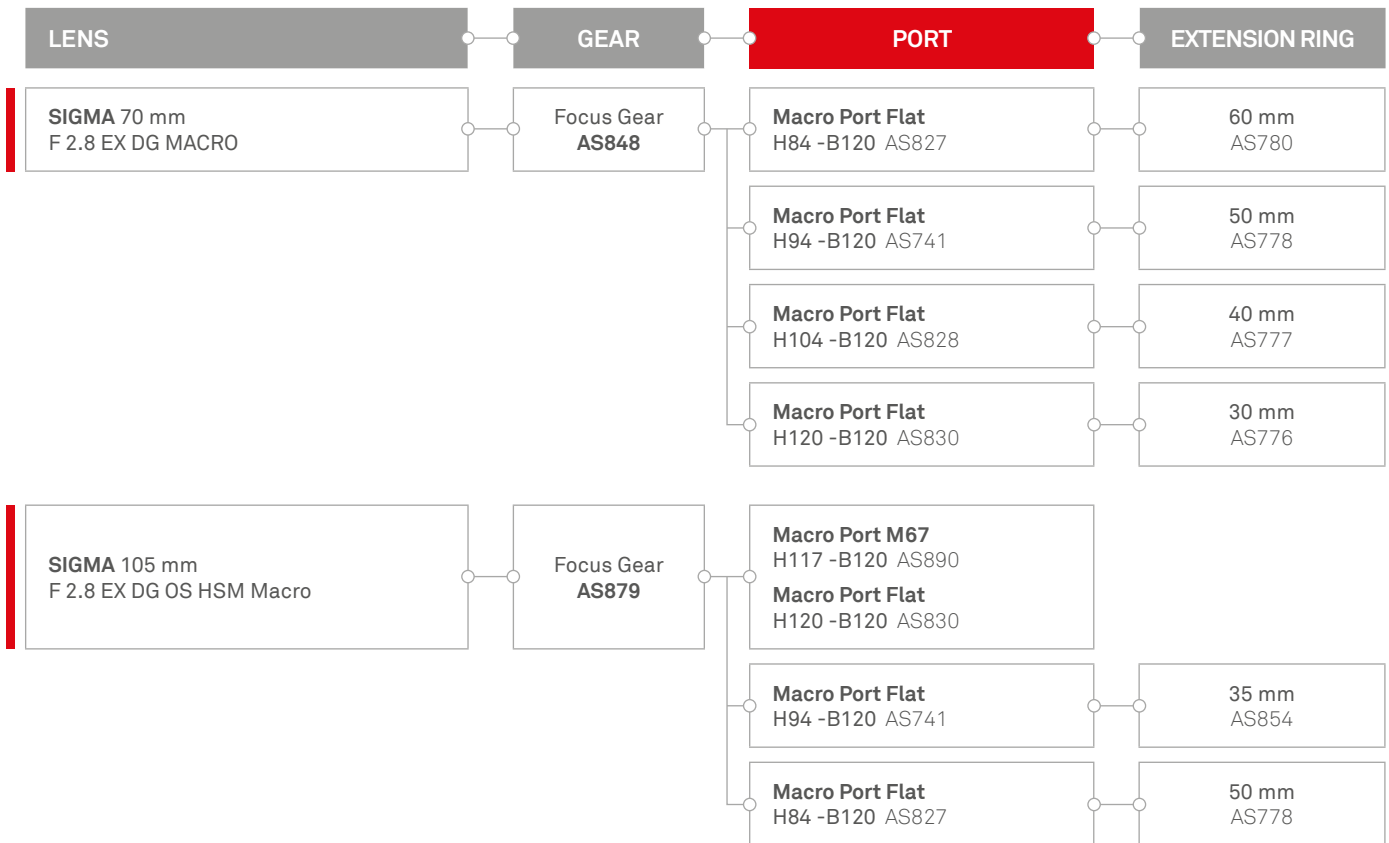 LENS
GEAR
PORT
EXTENSION RING
SIGMA 70 mm
F 2.8 EX DG MACRO
Focus Gear
AS848
Macro Port Flat
H84 -B120 AS827
60 mm
AS780
Macro Port Flat
H94 -B120 AS741
50 mm
AS778
Macro Port Flat
H104 -B120 AS828
40 mm
AS777
Macro Port Flat
H120 -B120 AS830
30 mm
AS776
SIGMA 105 mm
F 2.8 EX DG OS HSM Macro
Focus Gear
AS879
Macro Port M67
H117 -B120 AS890
Macro Port Flat
H120 -B120 AS830
Macro Port Flat
H94 -B120 AS741
35 mm
AS854
Macro Port Flat
H84 -B120 AS827
50 mm
AS778